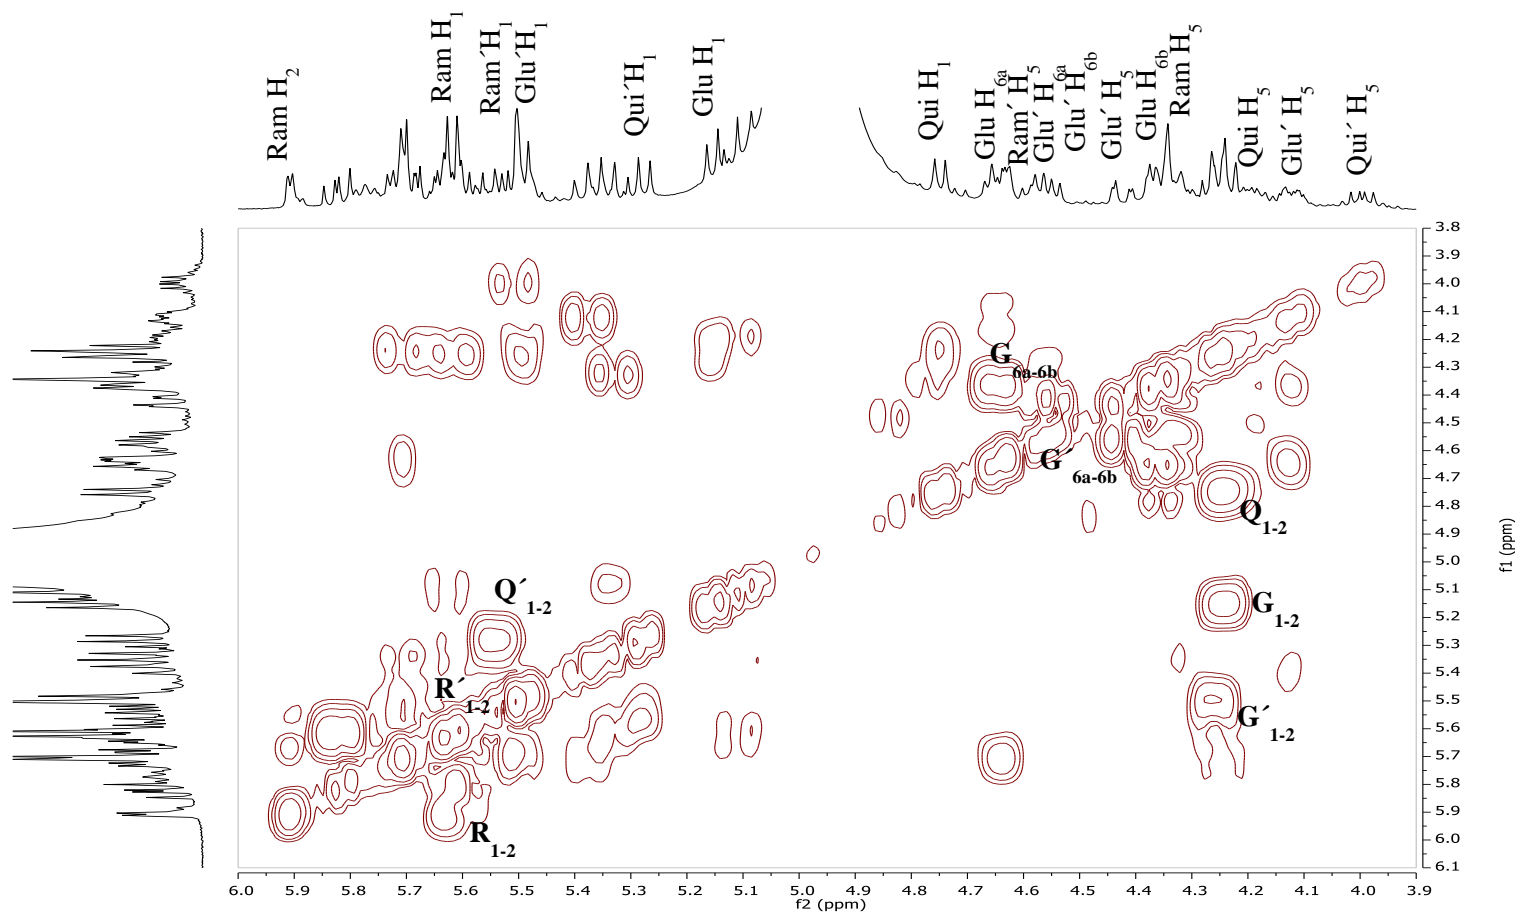 Ram H2
Ram H1
Ram´H1
Glu´H1
Qui´H1
Glu H1
Qui H1
Glu H6a
Ram´ H5
Glu´ H6a
Glu´ H6b
Glu´ H5
Glu H6b
Ram H5
Qui H5
Glu´ H5
Qui´ H5
3.8
3.9
4.0
4.1
4.2
4.3
4.4
4.5
4.6
4.7
4.8
4.9
5.0
5.1
5.2
5.3
5.4
5.5
5.6
5.7
5.8
5.9
6.0
6.1
f1 (ppm)
G6a-6b
G´6a-6b
Q1-2
Q´1-2
G1-2
R´1-2
G´1-2
R1-2
6.0 5.9 5.8 5.7 5.6 5.5 5.4 5.3 5.2 5.1 5.0 4.9 4.8 4.7 4.6 4.5 4.4 4.3 4.2 4.1 4.0 3.9
f2 (ppm)